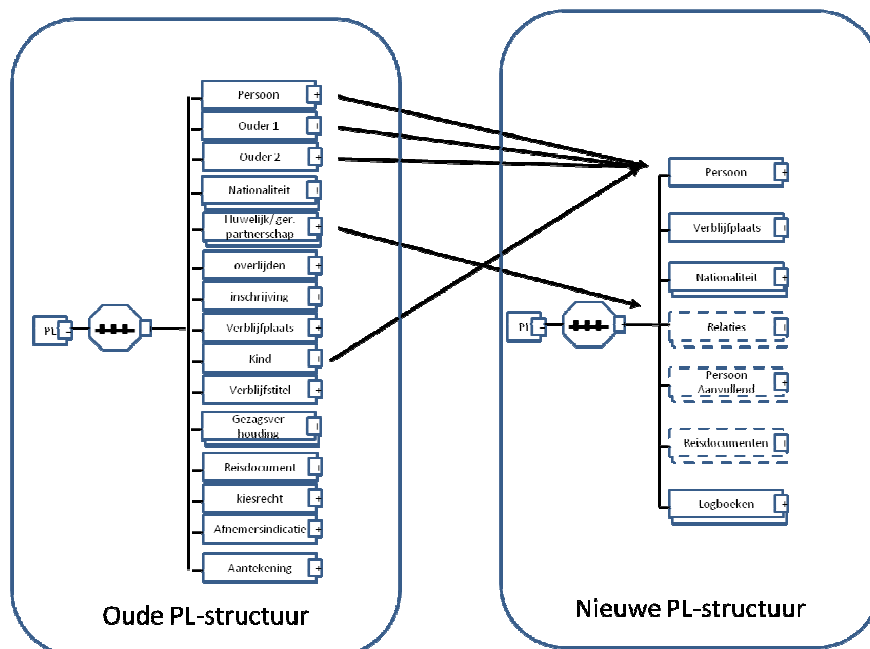 Persoon
Ouder 1
Ouder 2
Nationaliteit
Huwelijk/ger.
partnerschap
overlijden
inschrijving
PL
Verblijfplaats
Kind
Verblijfstitel
Gezagsver
houding
Reisdocument
kiesrecht
Afnemersindicatie
Aantekening
Oude PL-structuur
Persoon
Verblijfplaats
Nationaliteit
Relaties
Persoon
Aanvullend
Reisdocumenten
Logboeken
Nieuwe PL-structuur